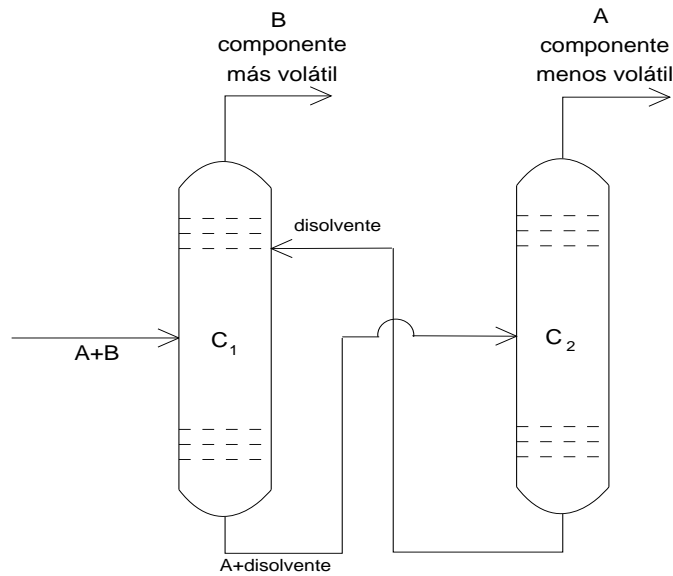 B
componente
más volátil
A
componente
menos volátil
disolvente
A+B
C1
C2
A+disolvente